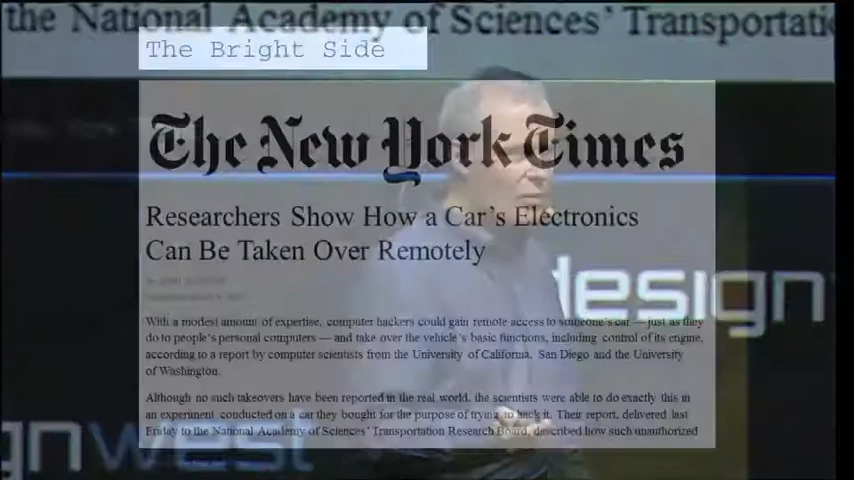 the National Academy of Sciences' Transportatio
The Bright Side
The New York Times
Researchers Show How a Car's Electronics
Can Be Taken Over Remotely
With a modest amount of expertise, computer hackers could gain remote access to someone's car — just as they
do to people's personal computers — and take over the vehicle's basic functions, including control of its engine,
according to a report by computer scientists from the University of California, San Diego and the University
of Washington.
Although no such takeovers have been reported in the real world, the scientists were able to do exactly this in
an experiment conducted on a car they bought for the purpose of trying to hack it. Their report, delivered last
Friday to the National Academy of Sciences' Transportation Research Board, described how such unauthorized
design
gnwest